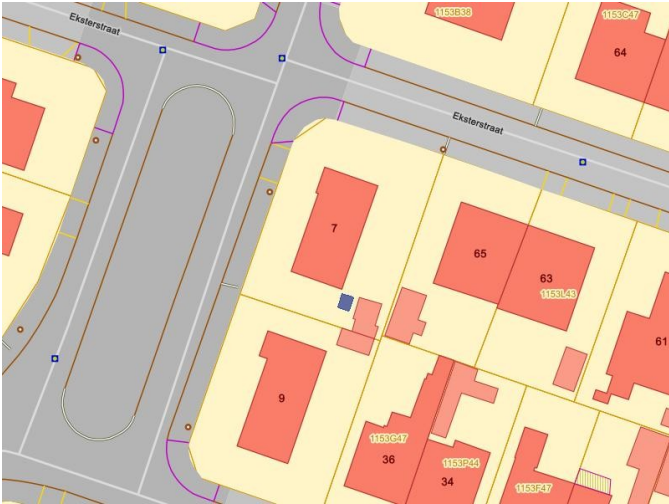 Eksterstraat
1153B38
1153C47
64
Eksterstraat
7
65
63
1153L43
61
9
1153G47
36
1153P44
34
1153F47